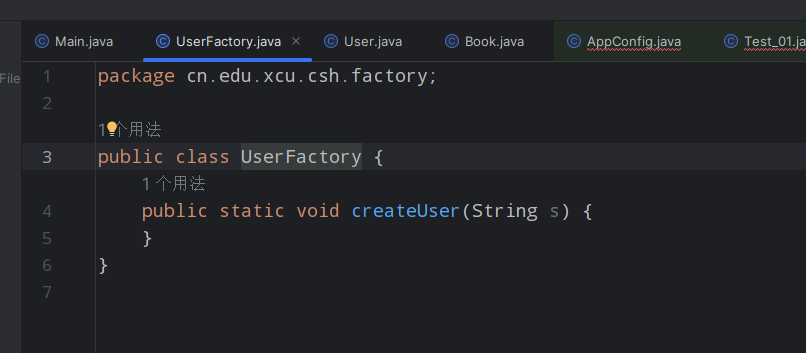 Main.java UserFactory.java × User.java Book.java AppConfig.java Test_01.ja
File
1 package cn.edu.xcu.csh.factory;
2
1个用法
3 public class UserFactory {
1 个用法
4 public static void createUser(String s) {
5 }
6 }
7